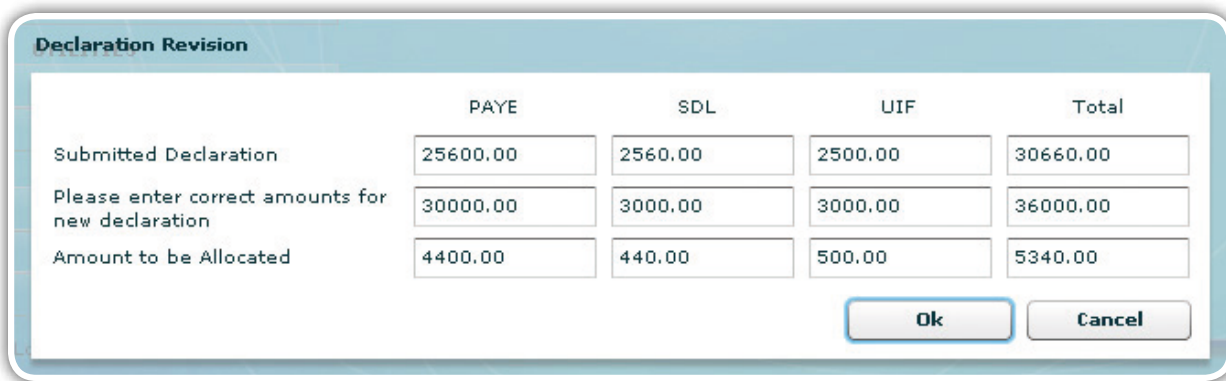 Declaration Revision
PAYE SDL UIF Total
Submitted Declaration 25600.00 2560.00 2500.00 30660.00
Please enter correct amounts for
new declaration 30000.00 3000.00 3000.00 36000.00
Amount to be Allocated 4400.00 440.00 500.00 5340.00
Ok Cancel